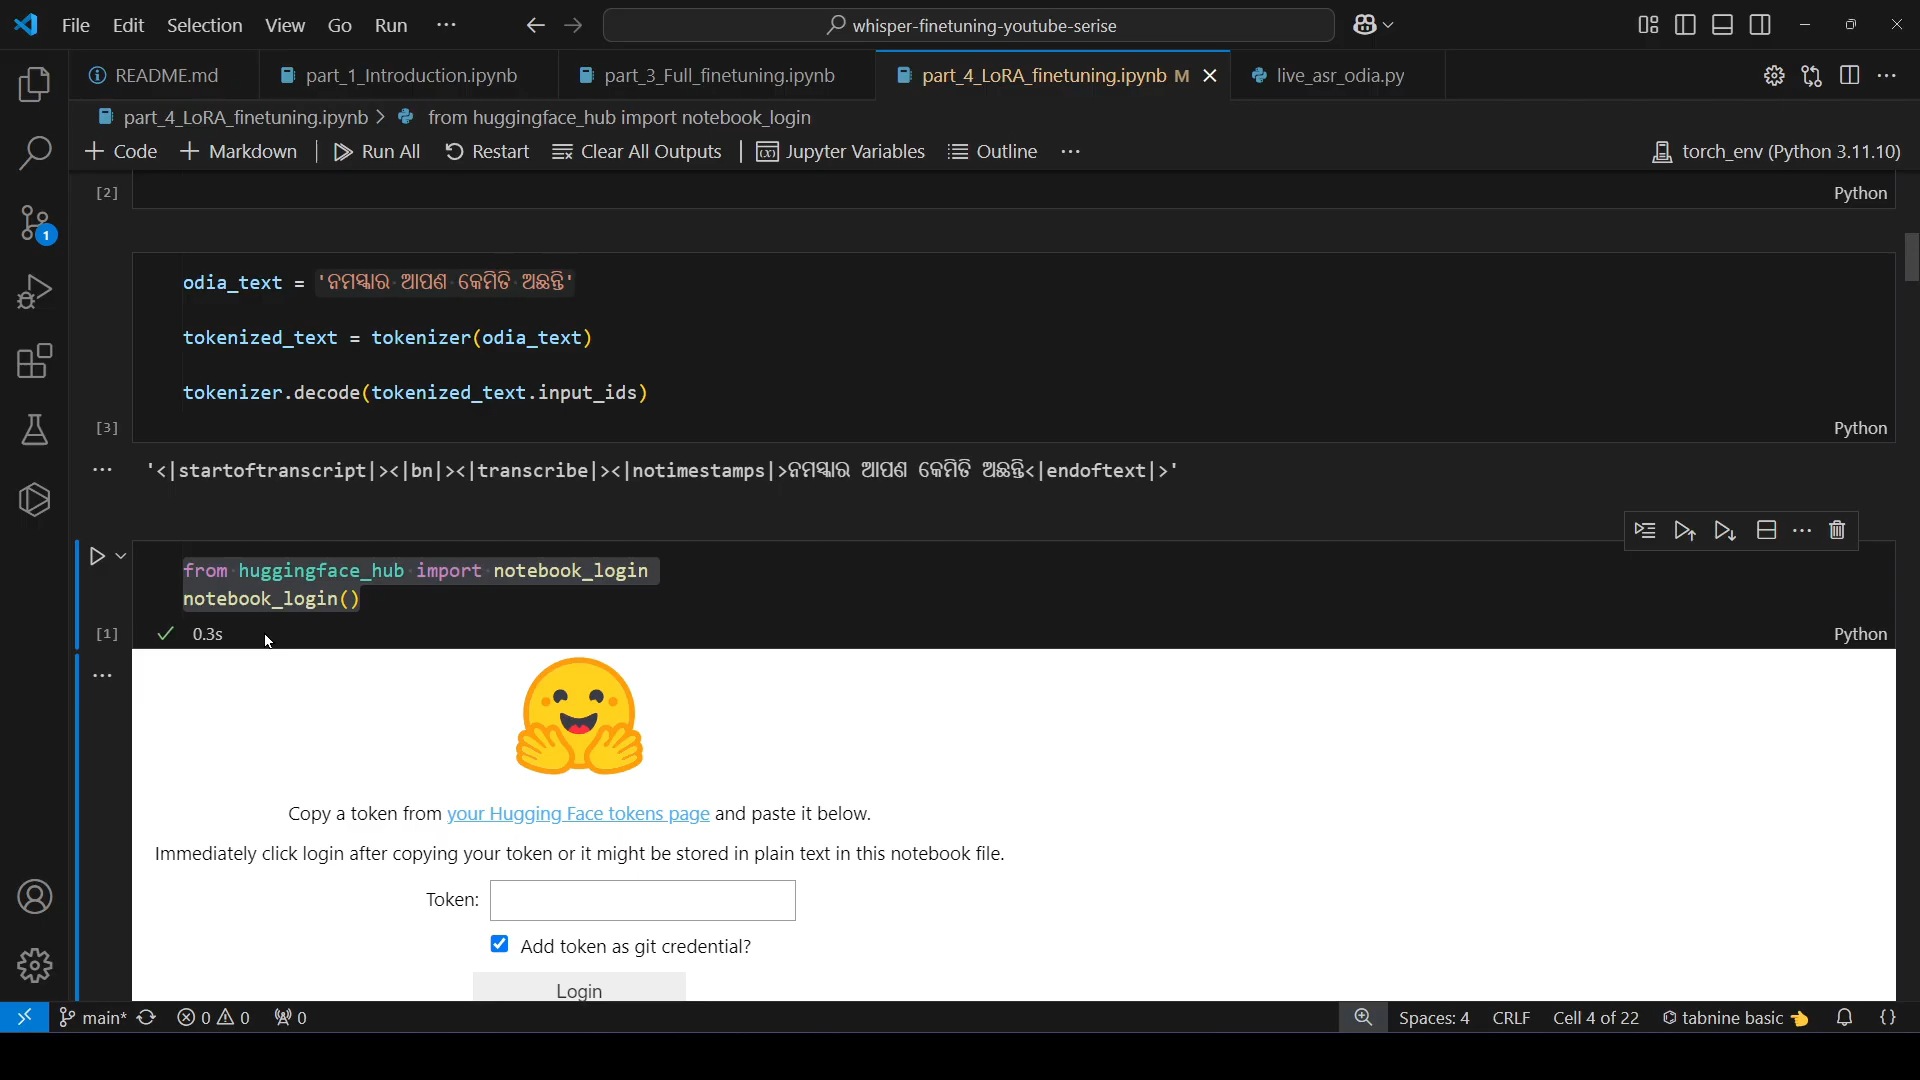 File Edit Selection View Go Run ··· whisper-finetuning-youtube-serise
README.md part_1_Introduction.ipynb part_3_Full_finetuning.ipynb part_4_LoRA_finetuning.ipynb M live_asr_odia.py
part_4_LoRA_finetuning.ipynb > from huggingface_hub import notebook_login
+ Code + Markdown Run All Restart Clear All Outputs Jupyter Variables Outline ··· torch_env (Python 3.11.10)
[2] Python
odia_text = 'ନମସ୍କାର ଆପଣ କେମିତି ଅଛନ୍ତି'
tokenized_text = tokenizer(odia_text)
tokenizer.decode(tokenized_text.input_ids)
[3] Python
'<|startoftranscript|><|bn|><|transcribe|><|notimestamps|>ନମସ୍କାର ଆପଣ କେମିତି ଅଛନ୍ତି<|endoftext|>'
from huggingface_hub import notebook_login
notebook_login()
[1] 0.3s Python
Copy a token from your Hugging Face tokens page and paste it below.
Immediately click login after copying your token or it might be stored in plain text in this notebook file.
Token:
Add token as git credential?
Login
main* 0 0 0 Spaces: 4 CRLF Cell 4 of 22 tabnine basic {}
1